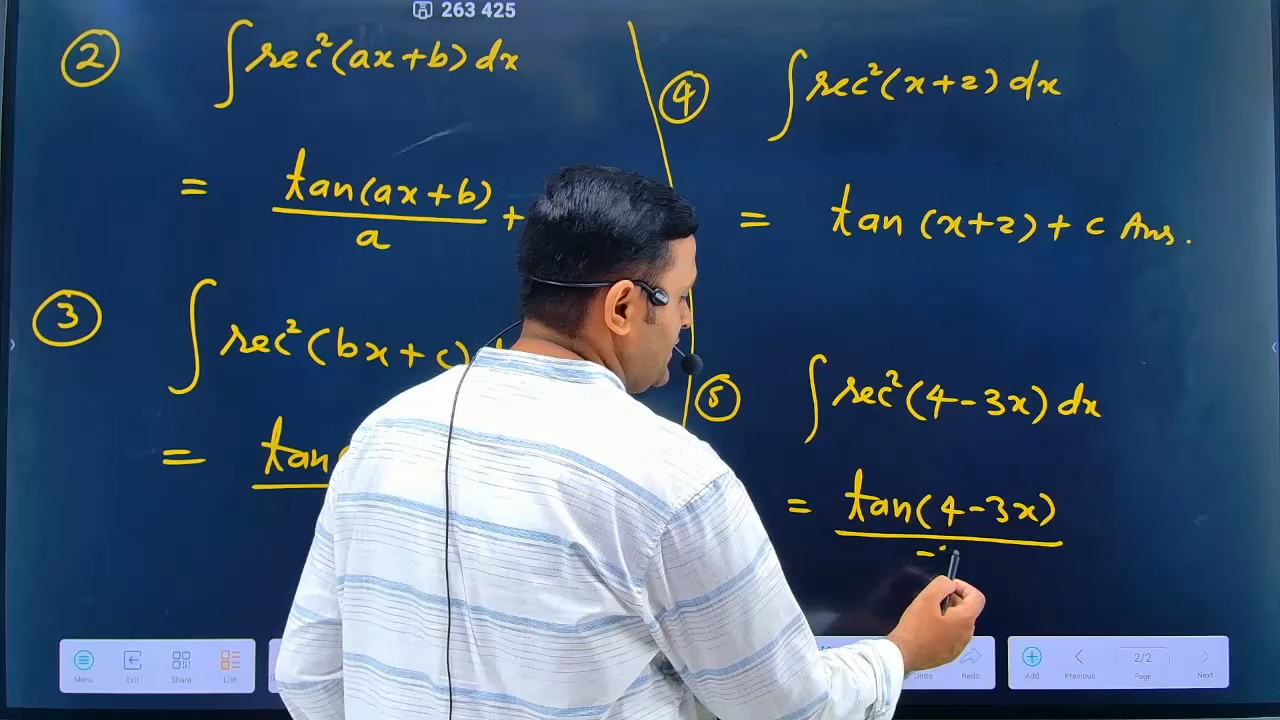 263 425
② ∫sec²(ax+b) dx
= tan(ax+b)/a +
③ ∫sec²(bx+c)
= tan
④ ∫sec²(x+2) dx
= tan (x+2) + c Ans.
⑤ ∫sec²(4-3x) dx
= tan(4-3x)/-
Menu Exit Share List
Undo Redo
Add Previous 2/2 Page Next